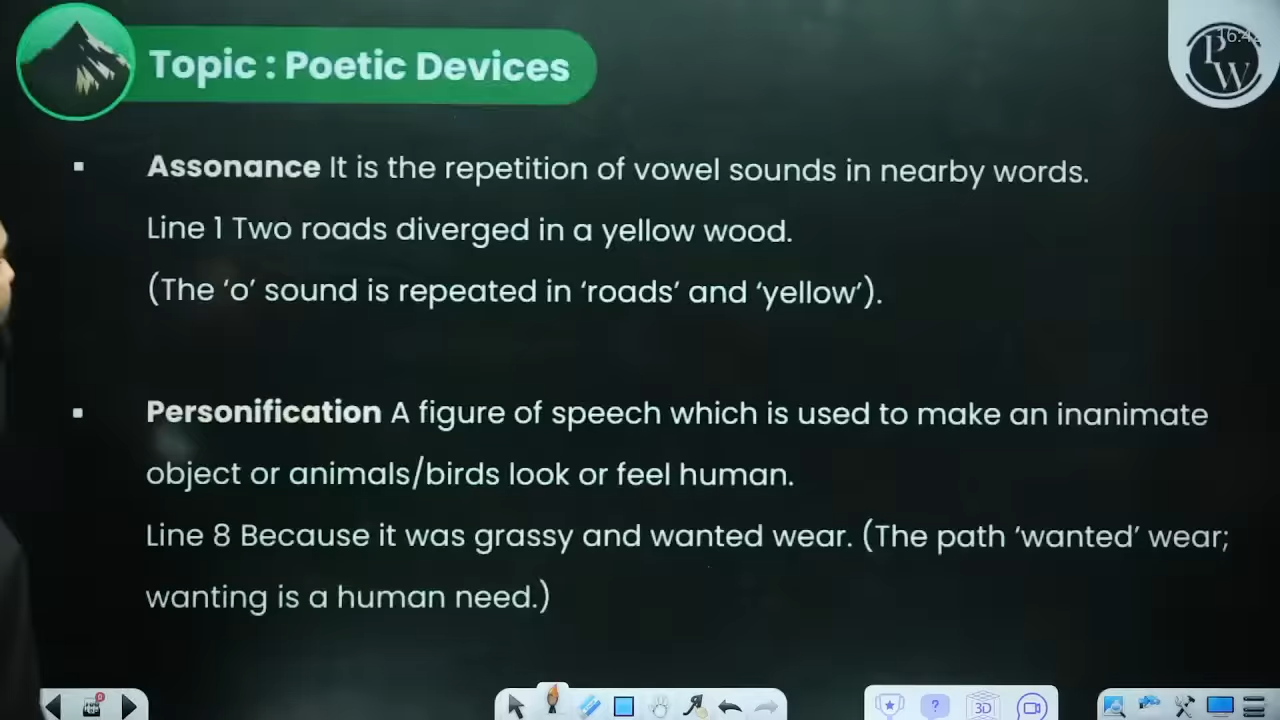 Topic : Poetic Devices
PW
Assonance It is the repetition of vowel sounds in nearby words.
Line 1 Two roads diverged in a yellow wood.
(The ‘o’ sound is repeated in ‘roads’ and ‘yellow’).
Personification A figure of speech which is used to make an inanimate
object or animals/birds look or feel human.
Line 8 Because it was grassy and wanted wear. (The path ‘wanted’ wear;
wanting is a human need.)
3D